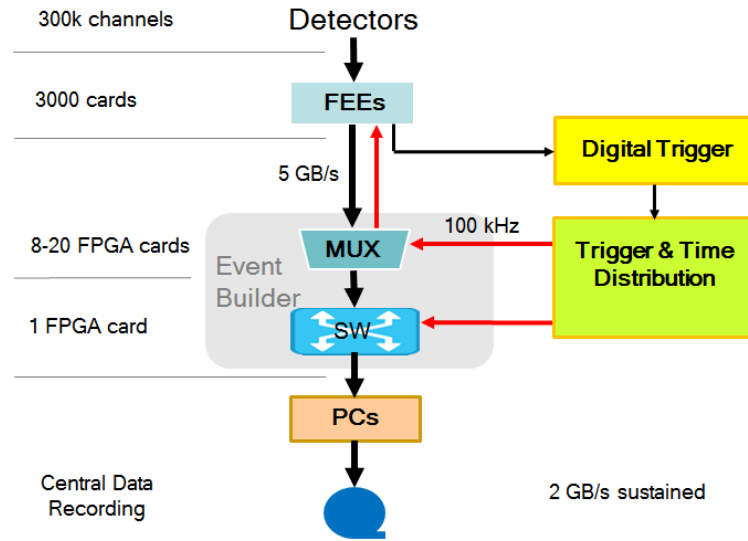 300k channels
Detectors
3000 cards
FEEs
Digital Trigger
5 GB/s
100 kHz
8-20 FPGA cards
MUX
Trigger & Time
Distribution
Event
Builder
1 FPGA card
SW
PCs
Central Data
Recording
2 GB/s sustained